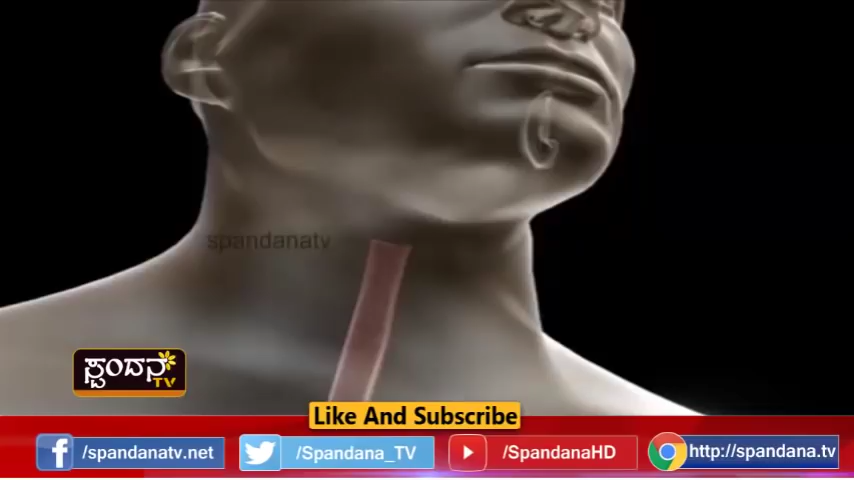 spandanatv
ಸ್ಪಂದನ್
TV
Like And Subscribe
/spandanatv.net
/Spandana_TV
/SpandanaHD
http://spandana.tv